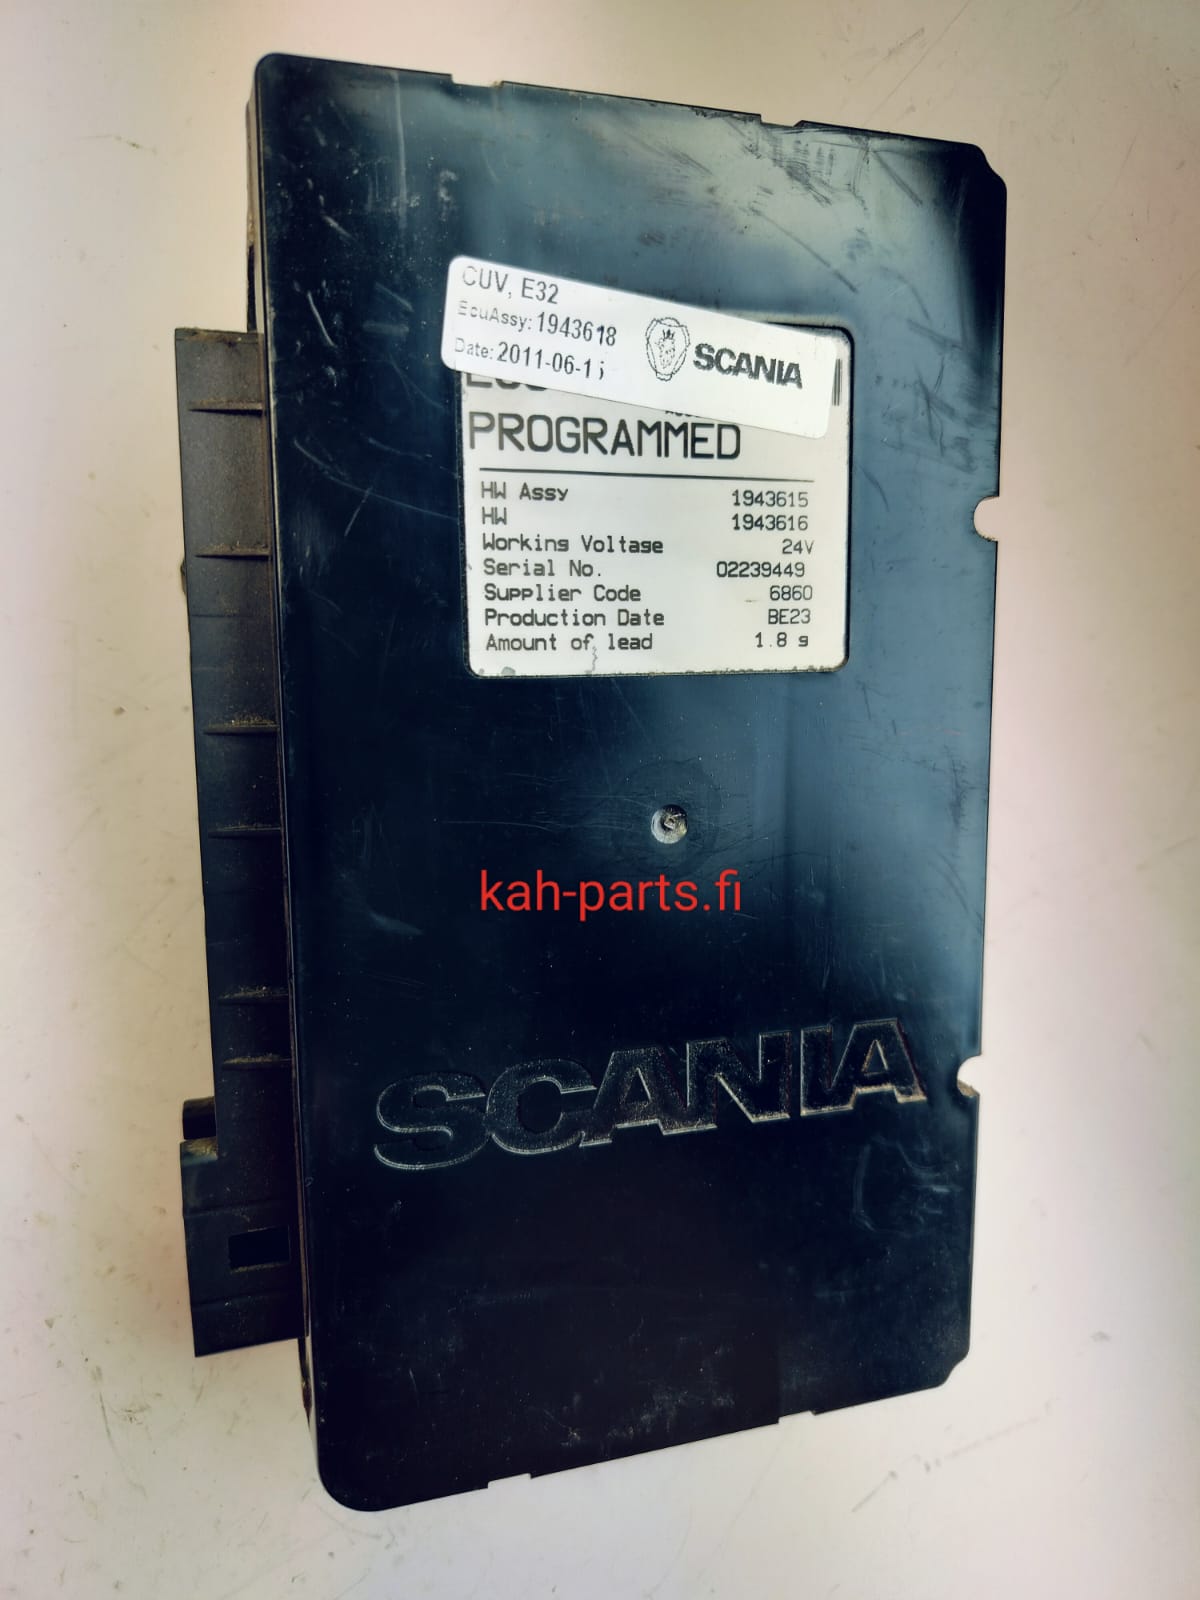 CUV, E32
EcuAssy: 1943618
Date: 2011-06-1
SCANIA
PROGRAMMED
HW Assy 1943615
HW 1943616
Working Voltage 24V
Serial No. 02239449
Supplier Code 6860
Production Date BE23
Amount of lead 1.8 g
kah-parts.fi
SCANIA